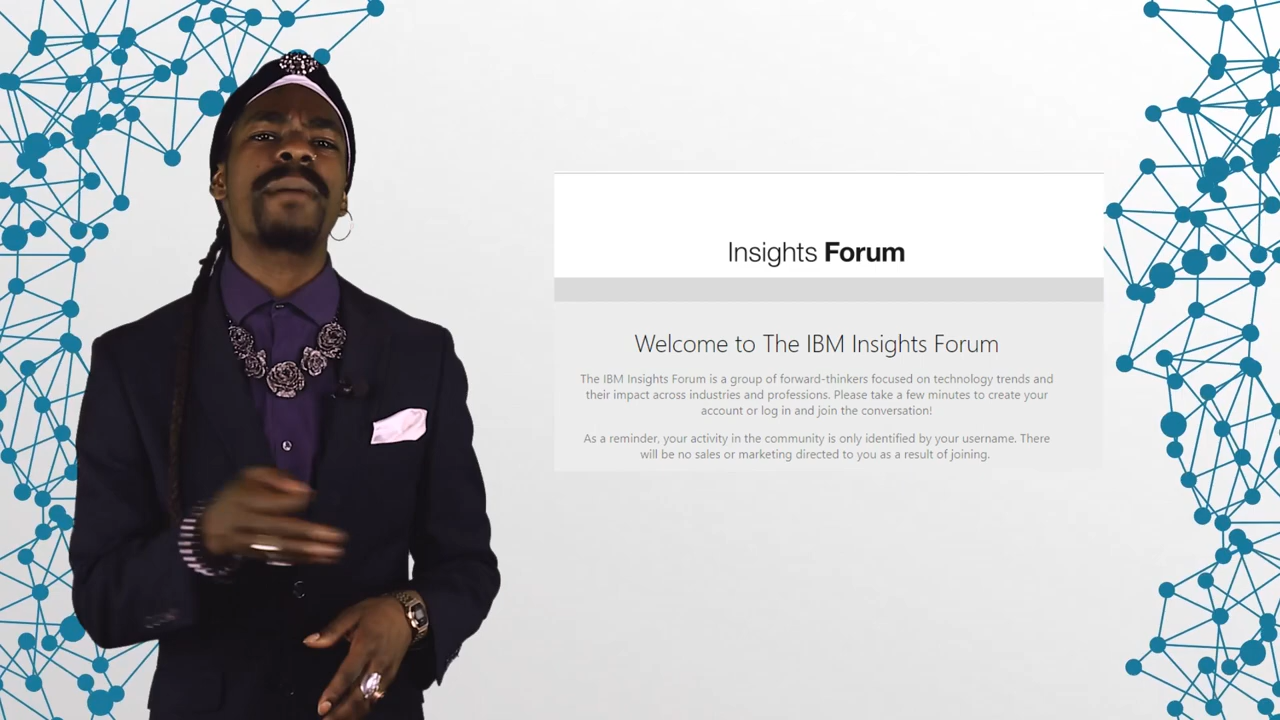 Insights Forum
Welcome to The IBM Insights Forum
The IBM Insights Forum is a group of forward-thinkers focused on technology trends and
their impact across industries and professions. Please take a few minutes to create your
account or log in and join the conversation!
As a reminder, your activity in the community is only identified by your username. There
will be no sales or marketing directed to you as a result of joining.